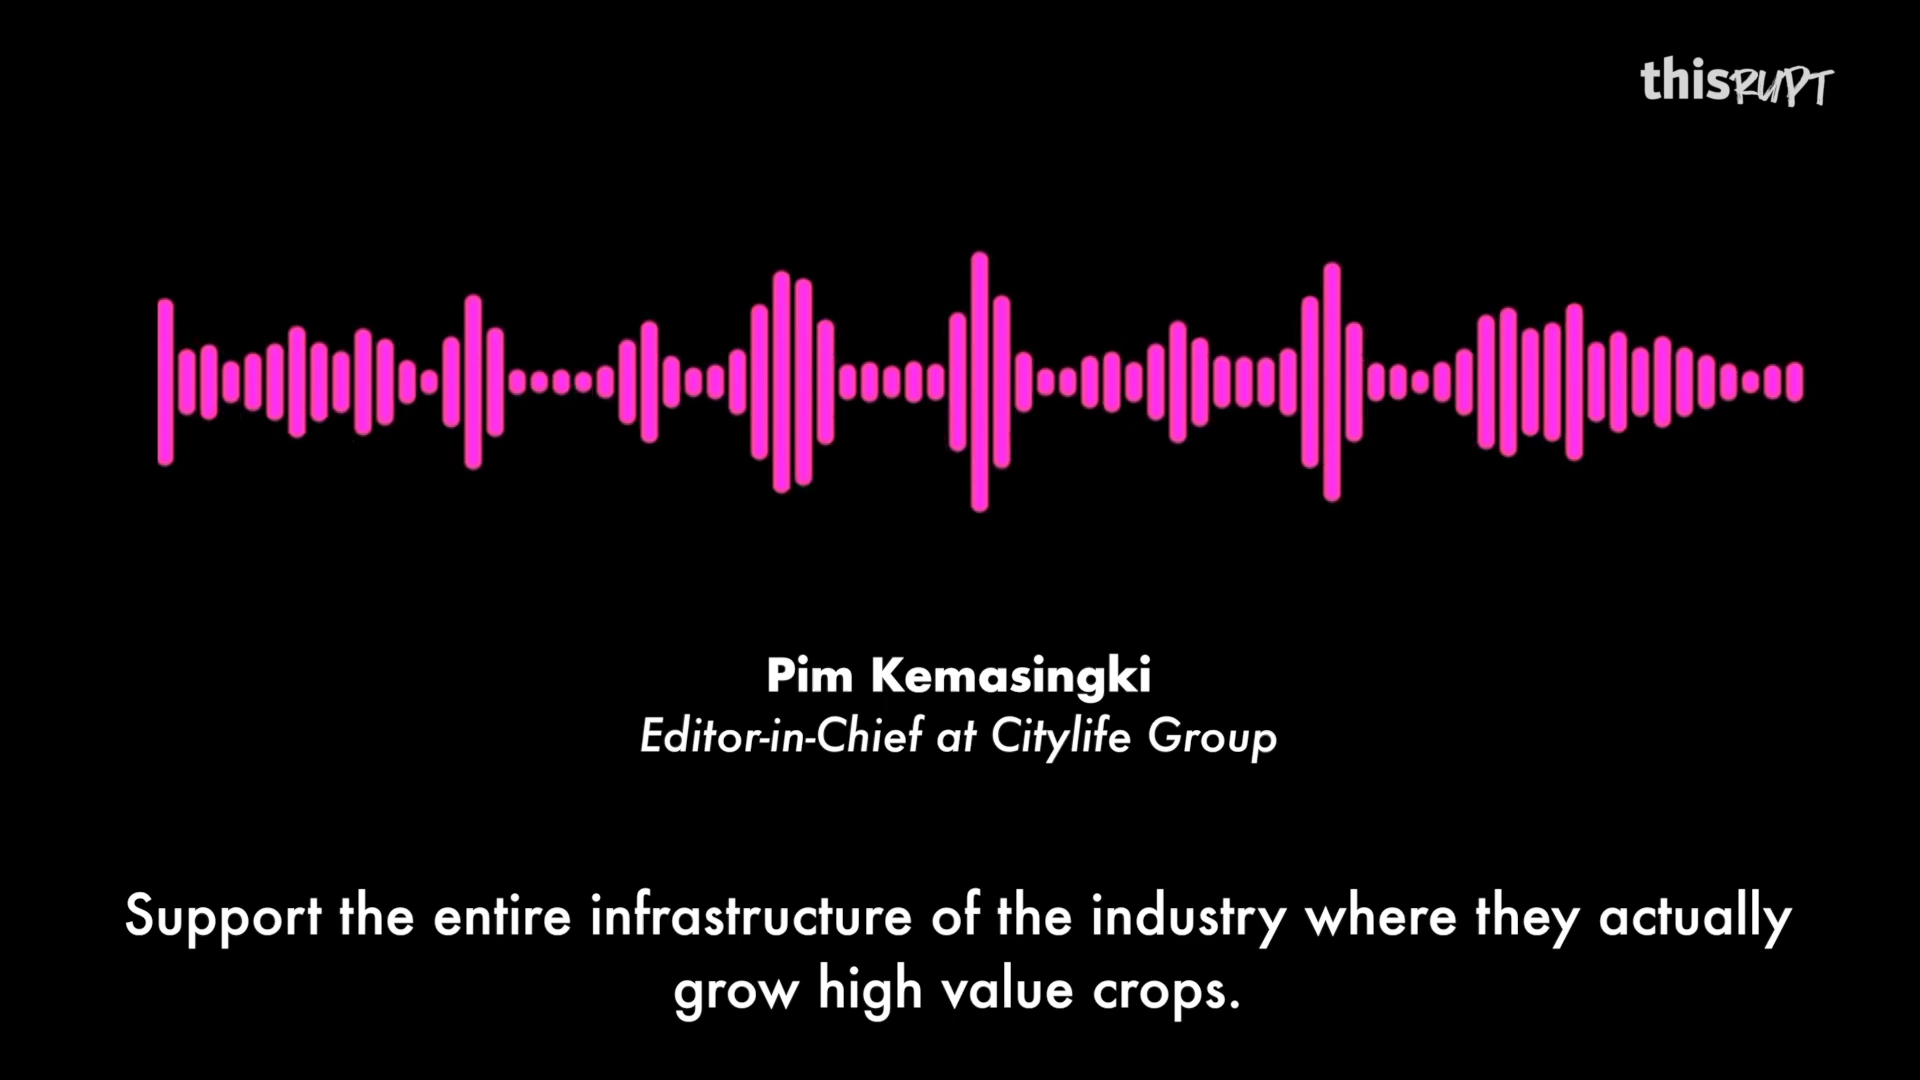 thisRUPT
Pim Kemasingki
Editor-in-Chief at Citylife Group
Support the entire infrastructure of the industry where they actually
grow high value crops.